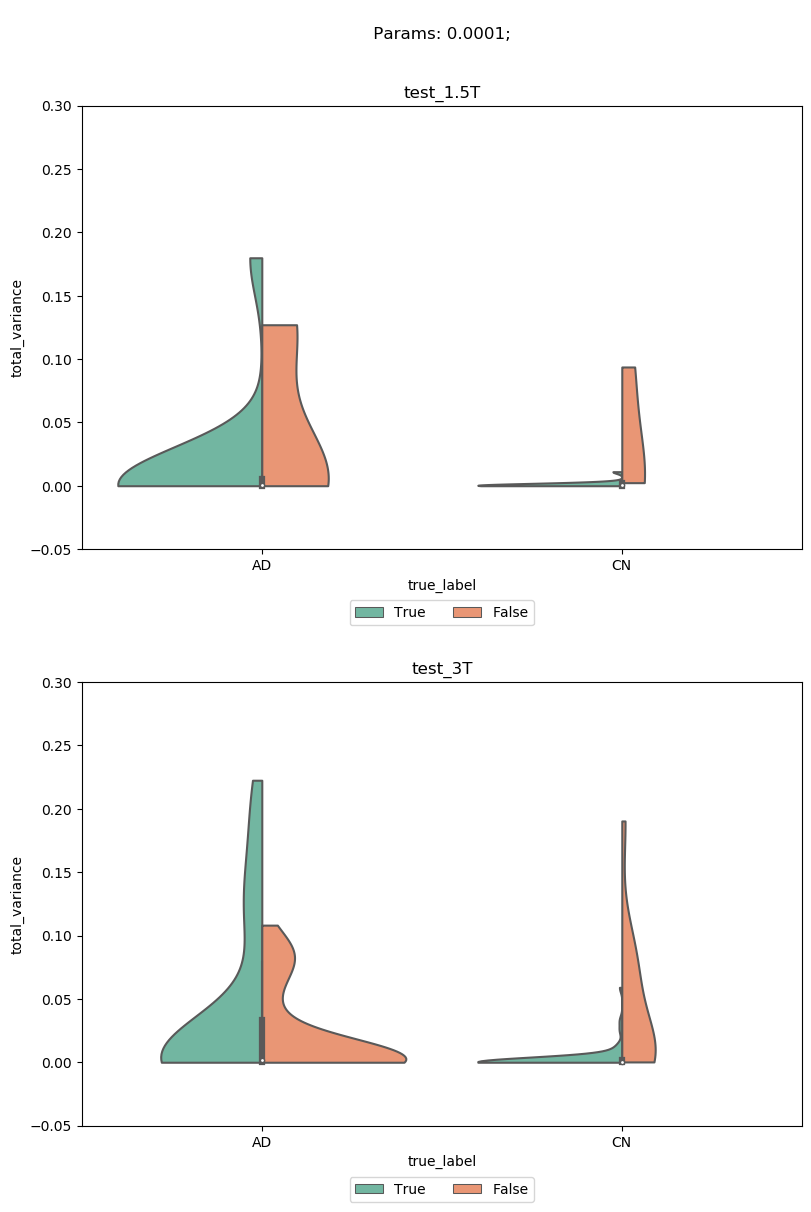 Params: 0.0001;
test_1.5T
0.30
0.25
0.20
0.15
0.10
0.05
0.00
−0.05
total_variance
AD CN
true_label
True False
test_3T
0.30
0.25
0.20
0.15
0.10
0.05
0.00
−0.05
total_variance
AD CN
true_label
True False